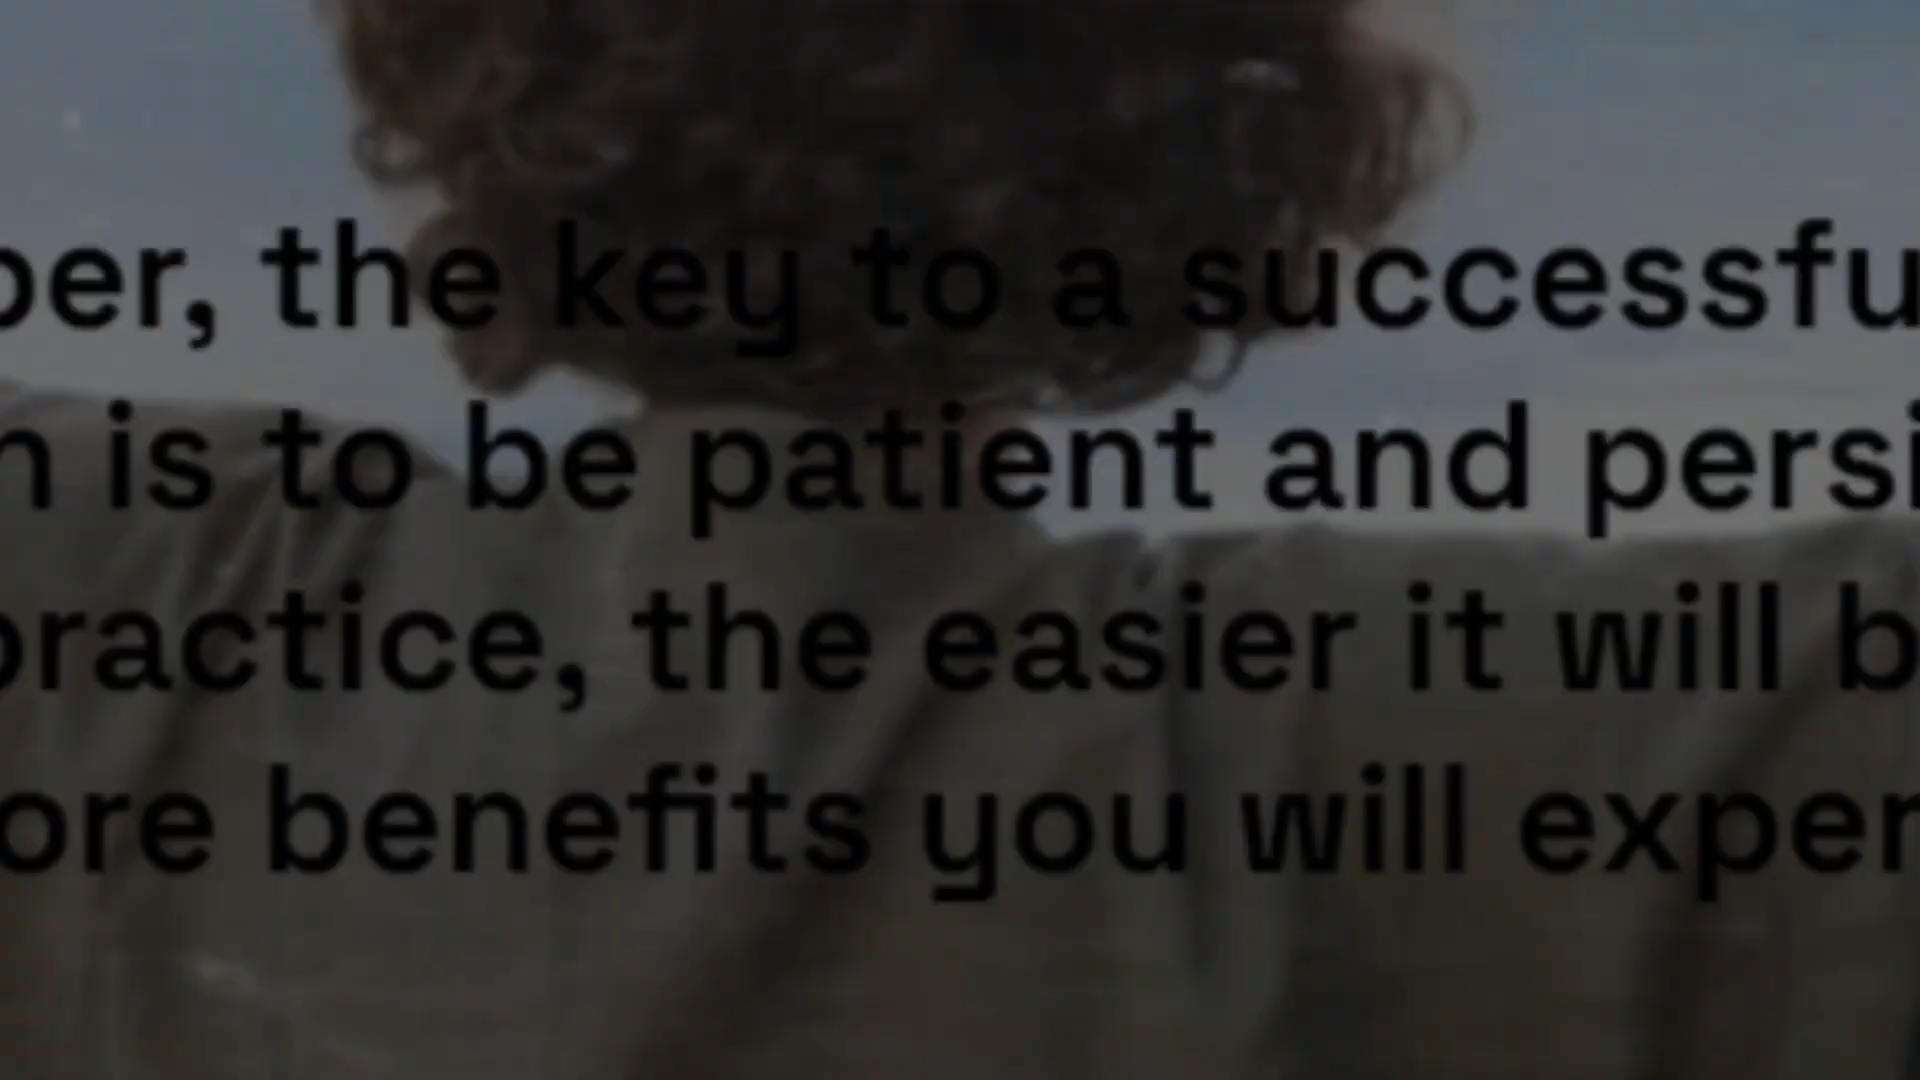 ber, the key to a successfu
n is to be patient and persi
practice, the easier it will b
ore benefits you will exper